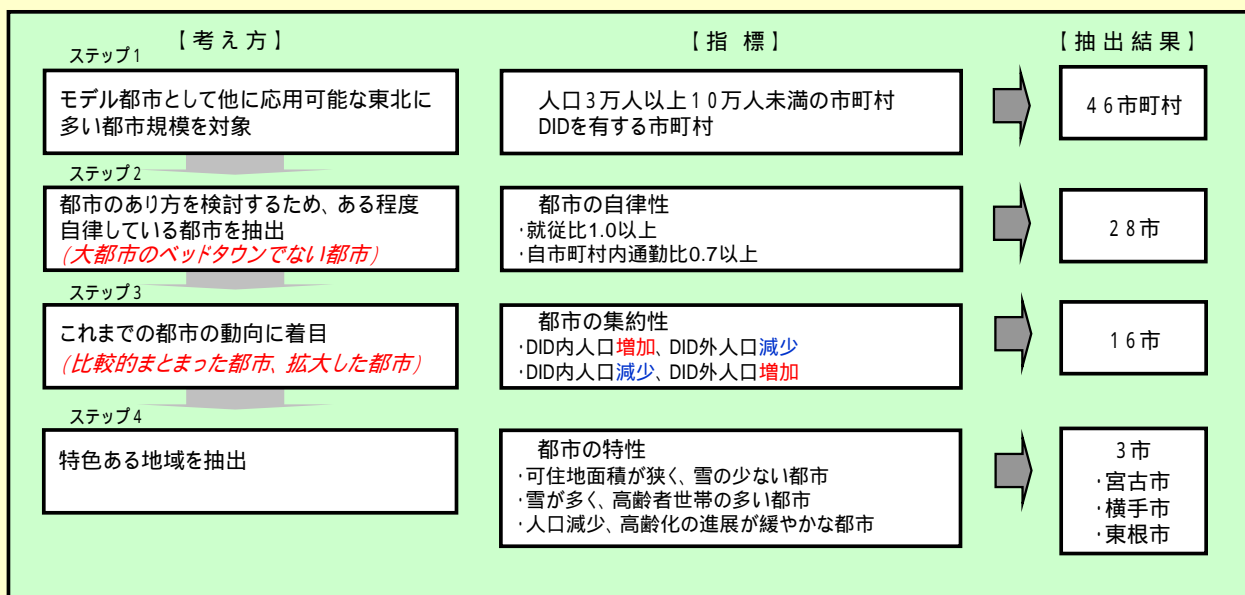 【考え方】
【指 標】
【抽出結果】
ステップ1
モデル都市として他に応用可能な東北に
多い都市規模を対象
人口3万人以上10万人未満の市町村
DIDを有する市町村
46市町村
ステップ2
都市のあり方を検討するため、ある程度
自律している都市を抽出
(大都市のベッドタウンでない都市)
都市の自律性
・就従比1.0以上
・自市町村内通勤比0.7以上
28市
ステップ3
これまでの都市の動向に着目
(比較的まとまった都市、拡大した都市)
都市の集約性
・DID内人口増加、DID外人口減少
・DID内人口減少、DID外人口増加
16市
ステップ4
特色ある地域を抽出
都市の特性
・可住地面積が狭く、雪の少ない都市
・雪が多く、高齢者世帯の多い都市
・人口減少、高齢化の進展が緩やかな都市
3市
・宮古市
・横手市
・東根市